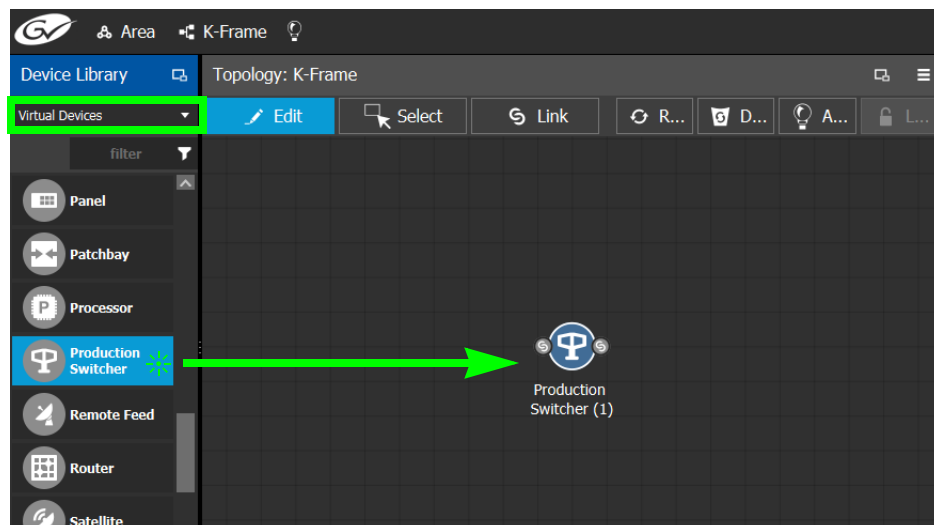 GV Area K-Frame
Device Library
Topology: K-Frame
Virtual Devices
Edit Select Link R... D... A... L...
filter
Panel
Patchbay
P Processor
Production
Switcher
Remote Feed
Router
Satellite
S S
Production
Switcher (1)